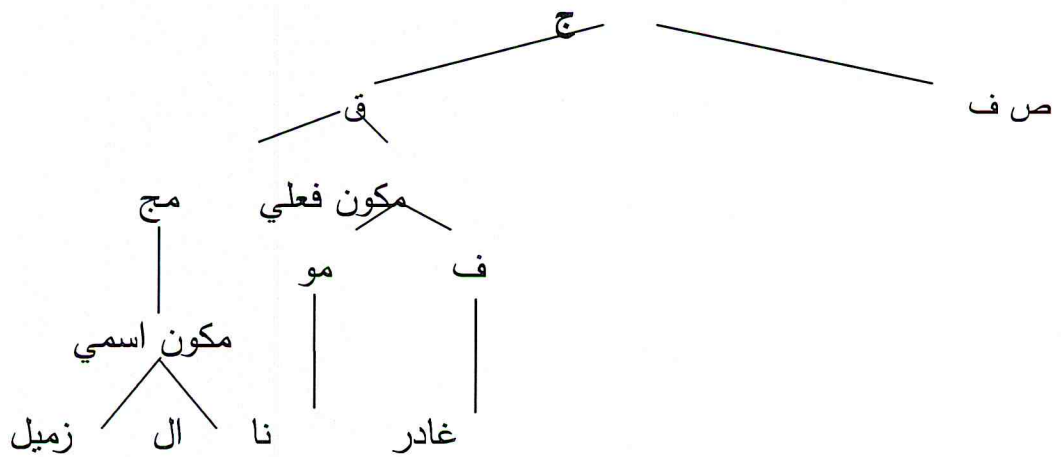 ج
ص ف ق
مكون فعلي مج
ف مو
مكون اسمي
غادر نا ال زميل